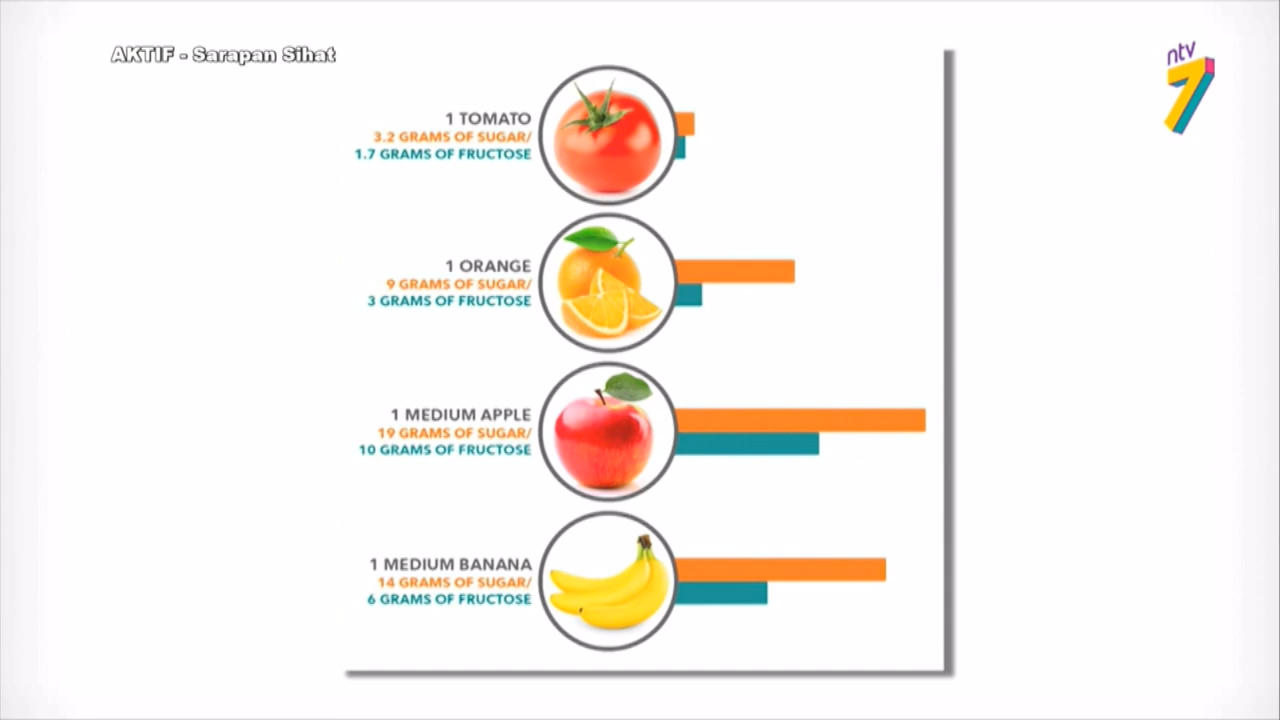 AKTIF - Sarapan Sihat
ntv
7
1 TOMATO
3.2 GRAMS OF SUGAR/
1.7 GRAMS OF FRUCTOSE
1 ORANGE
9 GRAMS OF SUGAR/
3 GRAMS OF FRUCTOSE
1 MEDIUM APPLE
19 GRAMS OF SUGAR/
10 GRAMS OF FRUCTOSE
1 MEDIUM BANANA
14 GRAMS OF SUGAR/
6 GRAMS OF FRUCTOSE